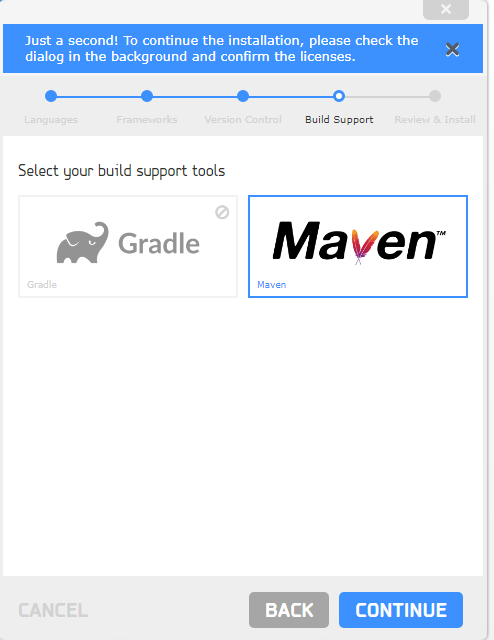 Just a second! To continue the installation, please check the
dialog in the background and confirm the licenses.
Languages
Frameworks
Version Control
Build Support
Review & Install
Select your build support tools
Gradle
Gradle
Maven™
Maven
CANCEL
BACK
CONTINUE